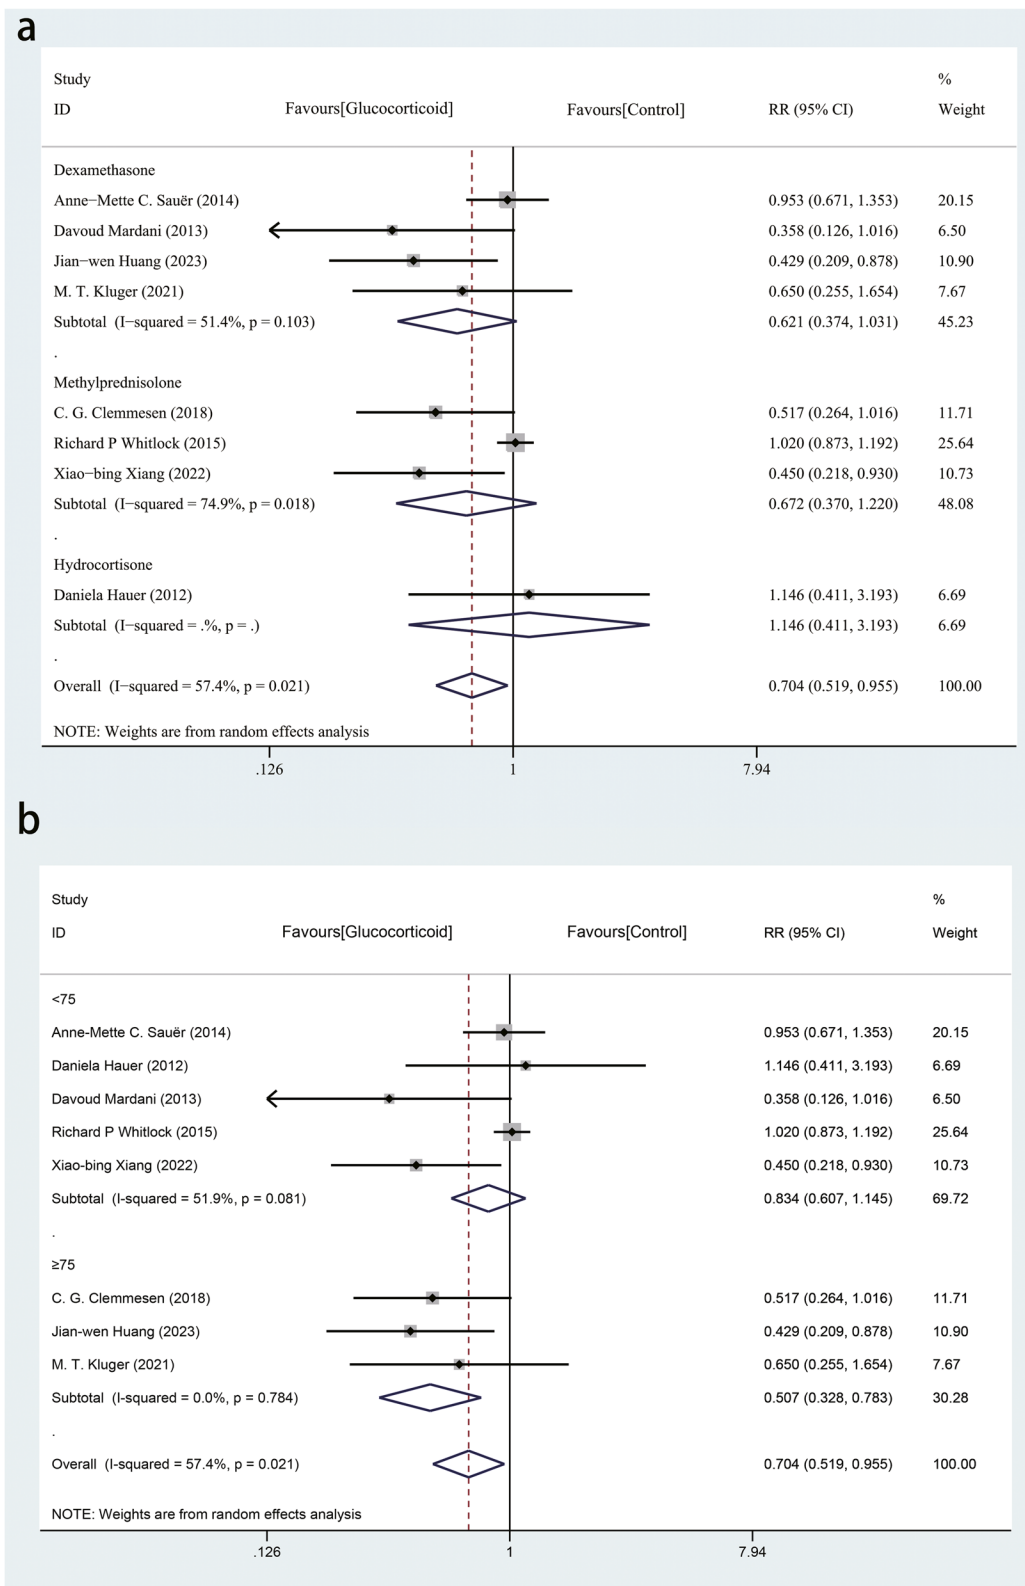 a
Study %
ID Favours[Glucocorticoid] Favours[Control] RR (95% CI) Weight
Dexamethasone
Anne−Mette C. Sauër (2014) 0.953 (0.671, 1.353) 20.15
Davoud Mardani (2013) 0.358 (0.126, 1.016) 6.50
Jian−wen Huang (2023) 0.429 (0.209, 0.878) 10.90
M. T. Kluger (2021) 0.650 (0.255, 1.654) 7.67
Subtotal (I−squared = 51.4%, p = 0.103) 0.621 (0.374, 1.031) 45.23
.
Methylprednisolone
C. G. Clemmesen (2018) 0.517 (0.264, 1.016) 11.71
Richard P Whitlock (2015) 1.020 (0.873, 1.192) 25.64
Xiao−bing Xiang (2022) 0.450 (0.218, 0.930) 10.73
Subtotal (I−squared = 74.9%, p = 0.018) 0.672 (0.370, 1.220) 48.08
.
Hydrocortisone
Daniela Hauer (2012) 1.146 (0.411, 3.193) 6.69
Subtotal (I−squared = .%, p = .) 1.146 (0.411, 3.193) 6.69
.
Overall (I−squared = 57.4%, p = 0.021) 0.704 (0.519, 0.955) 100.00
NOTE: Weights are from random effects analysis
.126 1 7.94
b
Study %
ID Favours[Glucocorticoid] Favours[Control] RR (95% CI) Weight
<75
Anne-Mette C. Sauër (2014) 0.953 (0.671, 1.353) 20.15
Daniela Hauer (2012) 1.146 (0.411, 3.193) 6.69
Davoud Mardani (2013) 0.358 (0.126, 1.016) 6.50
Richard P Whitlock (2015) 1.020 (0.873, 1.192) 25.64
Xiao-bing Xiang (2022) 0.450 (0.218, 0.930) 10.73
Subtotal (I-squared = 51.9%, p = 0.081) 0.834 (0.607, 1.145) 69.72
.
≥75
C. G. Clemmesen (2018) 0.517 (0.264, 1.016) 11.71
Jian-wen Huang (2023) 0.429 (0.209, 0.878) 10.90
M. T. Kluger (2021) 0.650 (0.255, 1.654) 7.67
Subtotal (I-squared = 0.0%, p = 0.784) 0.507 (0.328, 0.783) 30.28
.
Overall (I-squared = 57.4%, p = 0.021) 0.704 (0.519, 0.955) 100.00
NOTE: Weights are from random effects analysis
.126 1 7.94